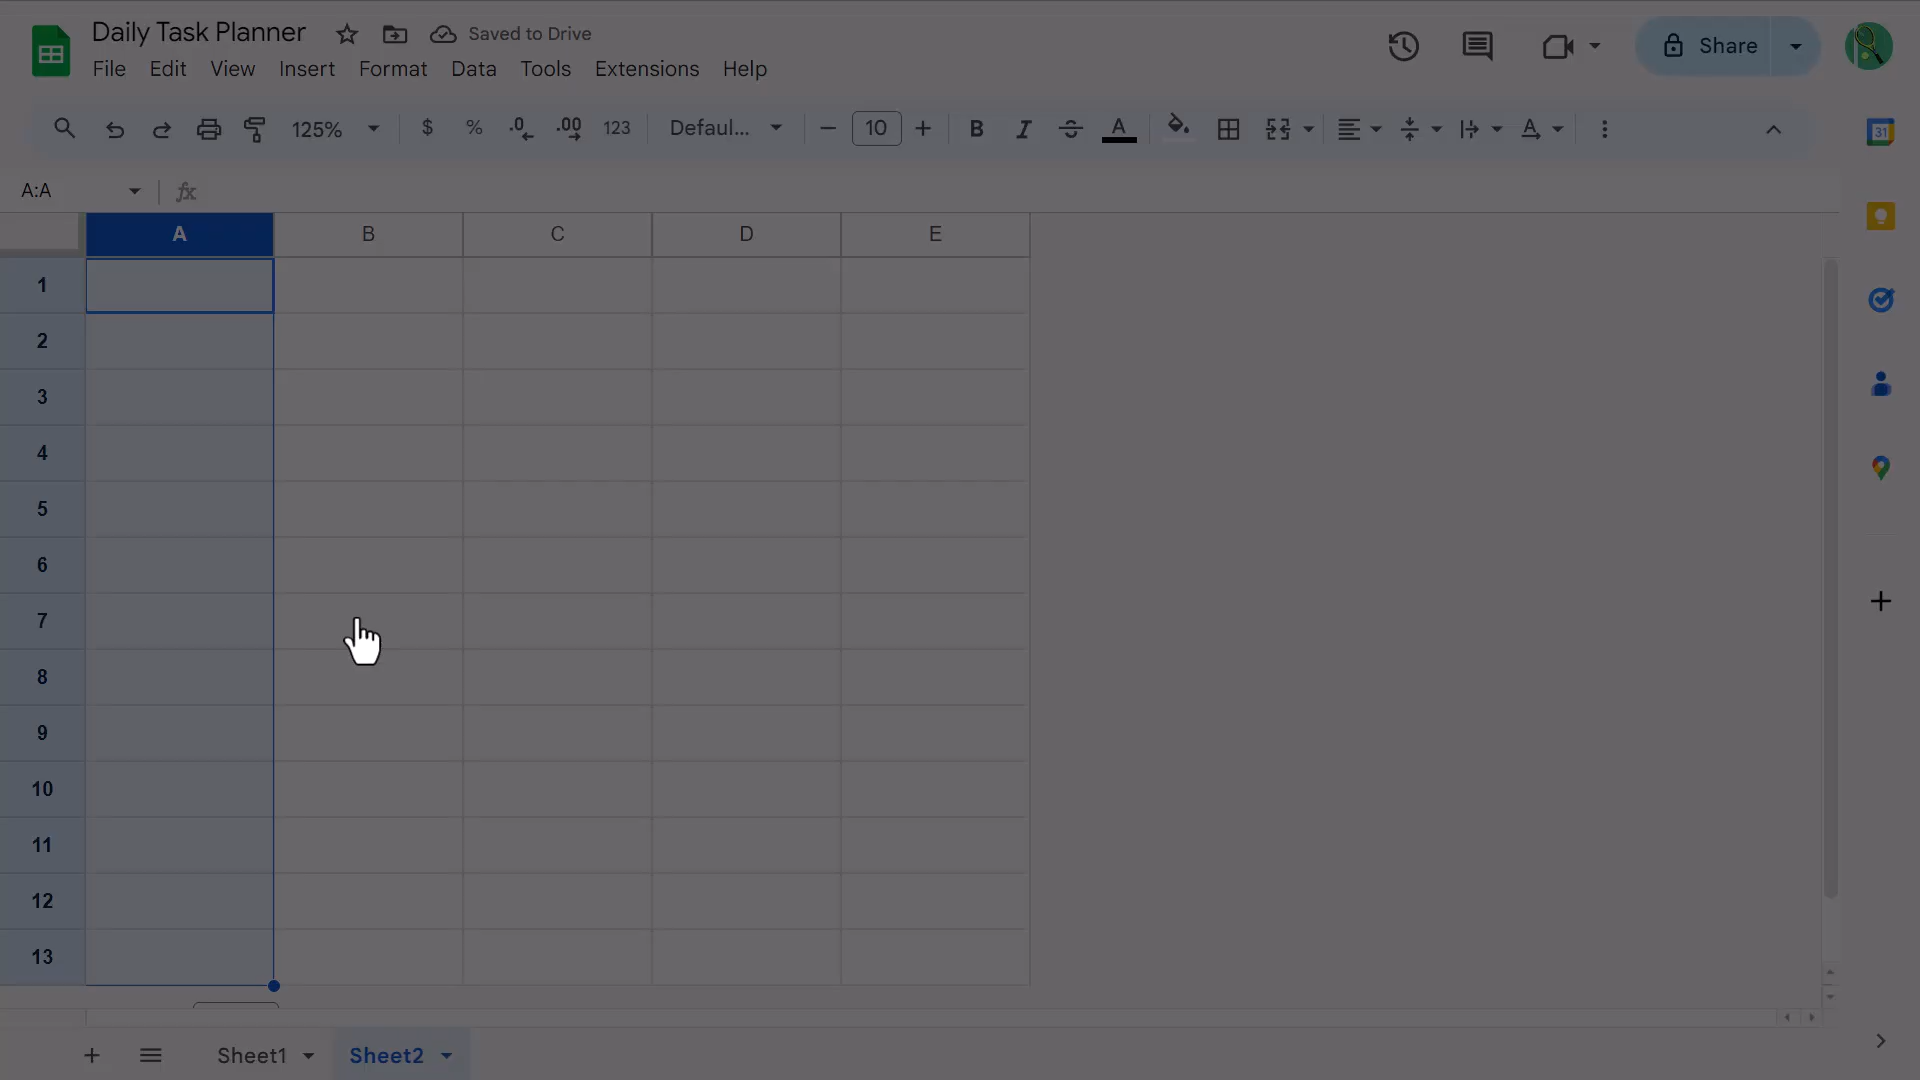 Daily Task Planner Saved to Drive
File Edit View Insert Format Data Tools Extensions Help
Share
125% $ % .0 .00 123 Defaul... 10 B I S A A
31
A:A fx
A B C D E
1
2
3
4
5
6
7
8
9
10
11
12
13
Sheet1 Sheet2